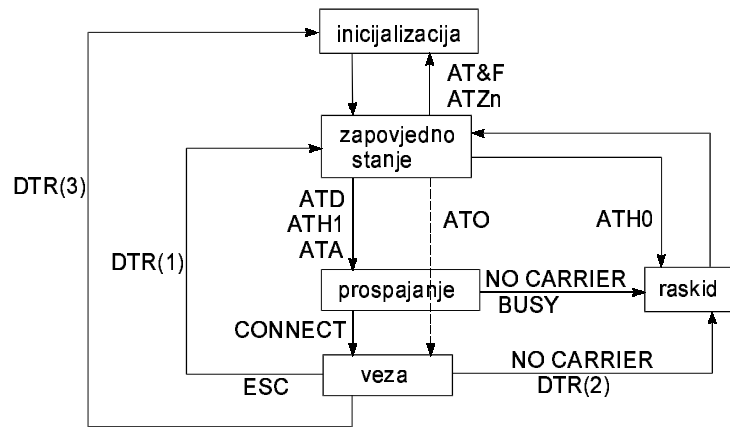 inicijalizacija
AT&F
ATZn
zapovjedno
stanje
DTR(3)
ATD
ATH1
ATA
ATO
ATH0
DTR(1)
prospajanje
NO CARRIER
BUSY
raskid
CONNECT
veza
NO CARRIER
DTR(2)
ESC